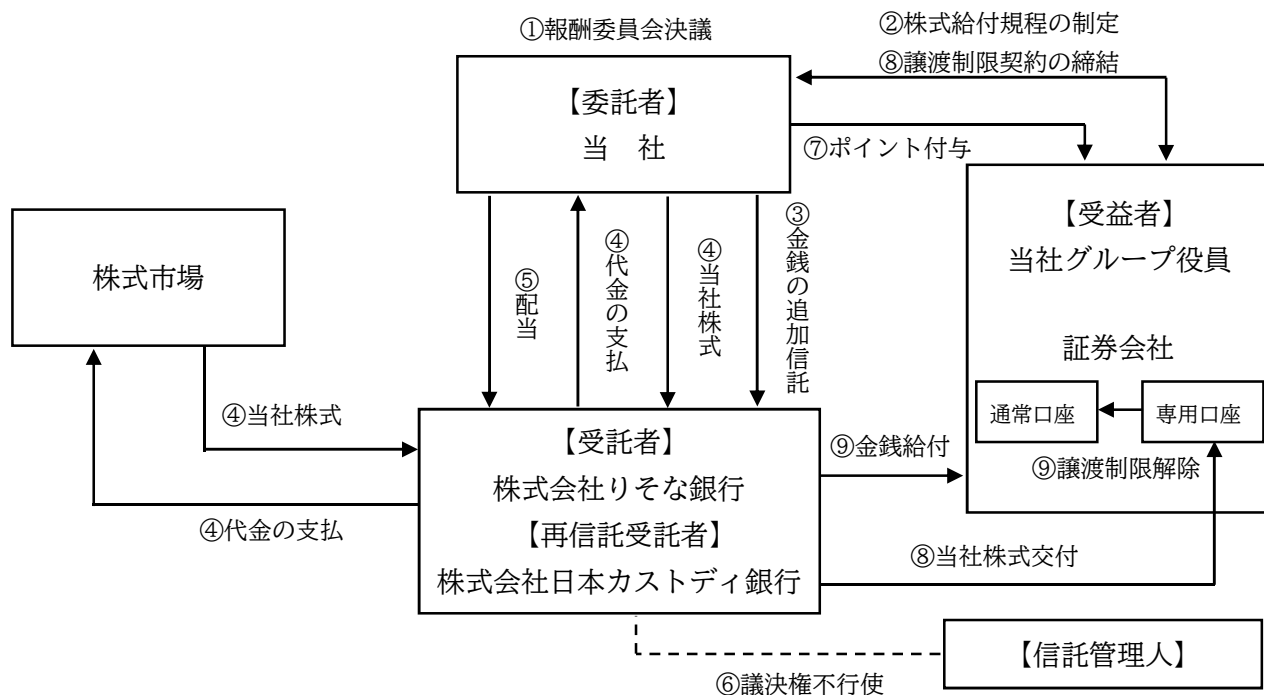 ①報酬委員会決議
②株式給付規程の制定
⑧譲渡制限契約の締結
【委託者】
当　社
⑦ポイント付与
【受益者】
当社グループ役員
株式市場
⑤配当
④代金の支払
④当社株式
③金銭の追加信託
証券会社
通常口座
専用口座
④当社株式
【受託者】
株式会社りそな銀行
【再信託受託者】
株式会社日本カストディ銀行
⑨金銭給付
⑨譲渡制限解除
④代金の支払
⑧当社株式交付
【信託管理人】
⑥議決権不行使